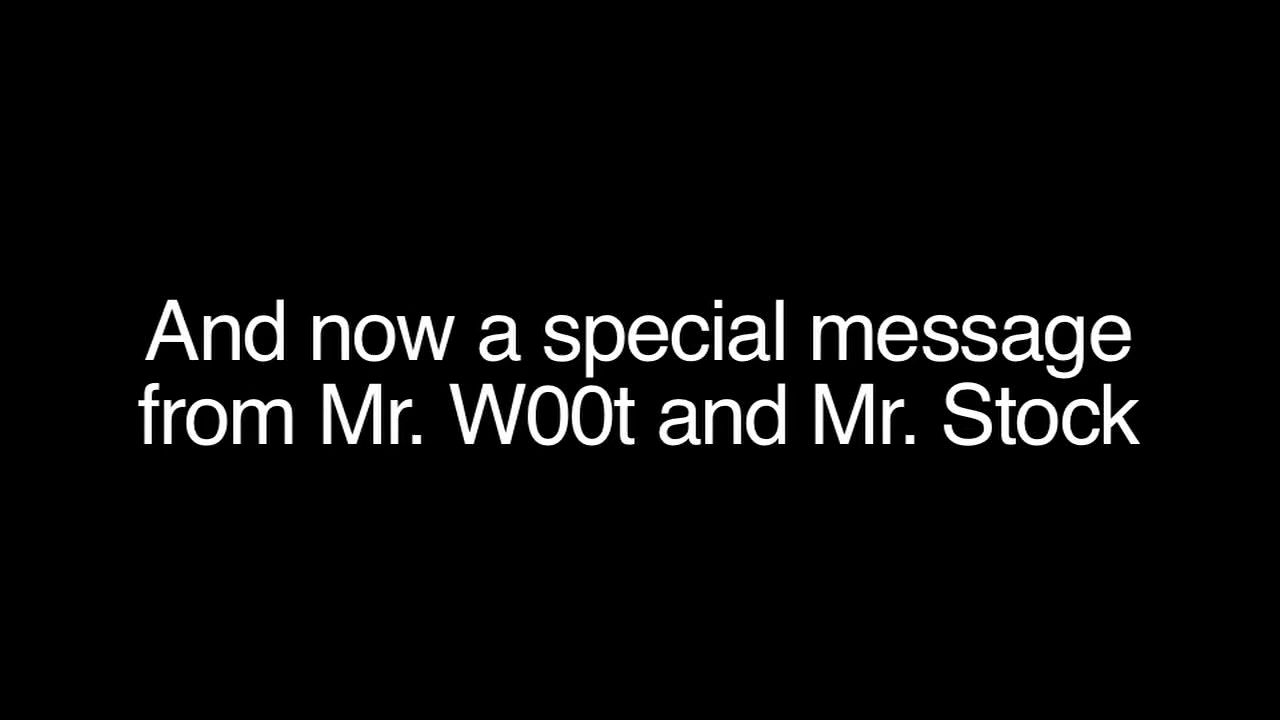 And now a special message
from Mr. W00t and Mr. Stock